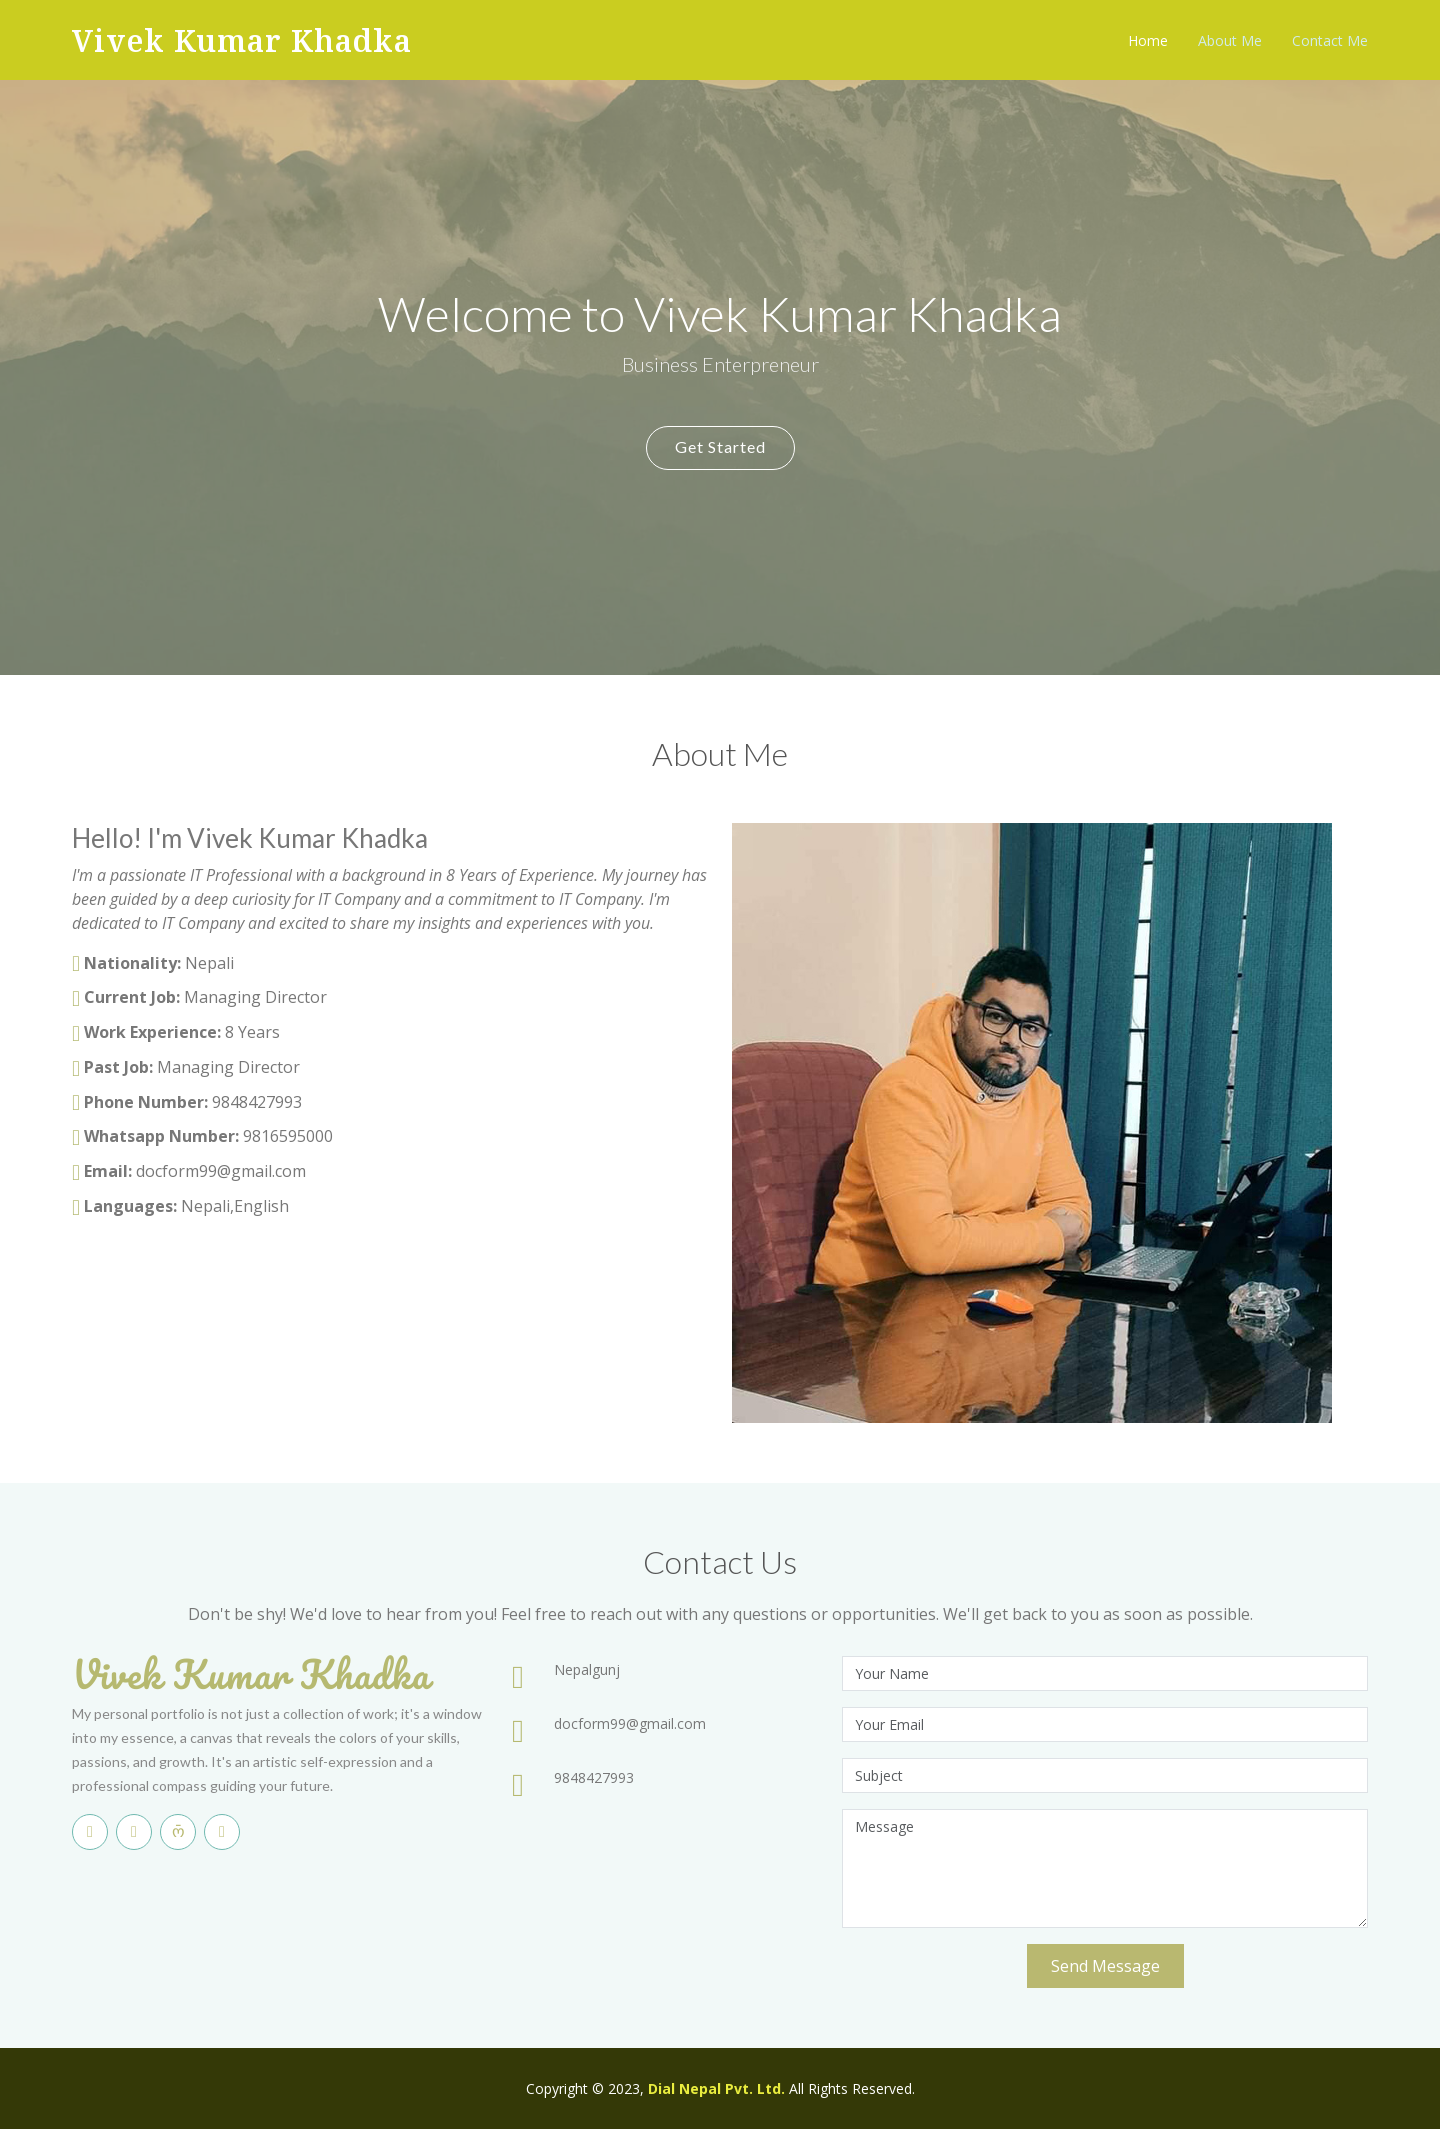 Vivek Kumar Khadka
Home About Me Contact Me
Welcome to Vivek Kumar Khadka
Business Enterpreneur
Get Started
About Me
Hello! I'm Vivek Kumar Khadka
I'm a passionate IT Professional with a background in 8 Years of Experience. My journey has
been guided by a deep curiosity for IT Company and a commitment to IT Company. I'm
dedicated to IT Company and excited to share my insights and experiences with you.
Nationality: Nepali
Current Job: Managing Director
Work Experience: 8 Years
Past Job: Managing Director
Phone Number: 9848427993
Whatsapp Number: 9816595000
Email: docform99@gmail.com
Languages: Nepali,English
Contact Us
Don't be shy! We'd love to hear from you! Feel free to reach out with any questions or opportunities. We'll get back to you as soon as possible.
Vivek Kumar Khadka
My personal portfolio is not just a collection of work; it's a window
into my essence, a canvas that reveals the colors of your skills,
passions, and growth. It's an artistic self-expression and a
professional compass guiding your future.
Nepalgunj
docform99@gmail.com
9848427993
Your Name
Your Email
Subject
Message
Send Message
Copyright © 2023, Dial Nepal Pvt. Ltd. All Rights Reserved.